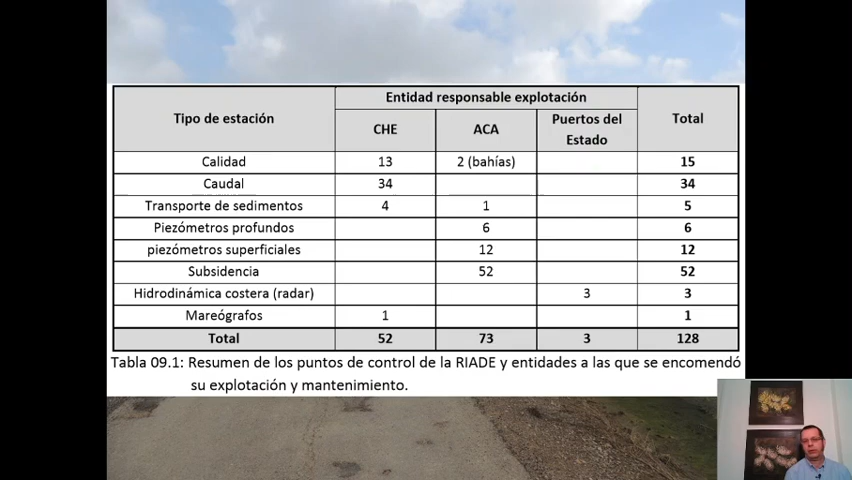 Tipo de estación
Entidad responsable explotación
Total
CHE
ACA
Puertos del
Estado
Calidad 13 2 (bahías) 15
Caudal 34 34
Transporte de sedimentos 4 1 5
Piezómetros profundos 6 6
piezómetros superficiales 12 12
Subsidencia 52 52
Hidrodinámica costera (radar) 3 3
Mareógrafos 1 1
Total 52 73 3 128
Tabla 09.1: Resumen de los puntos de control de la RIADE y entidades a las que se encomendó
su explotación y mantenimiento.